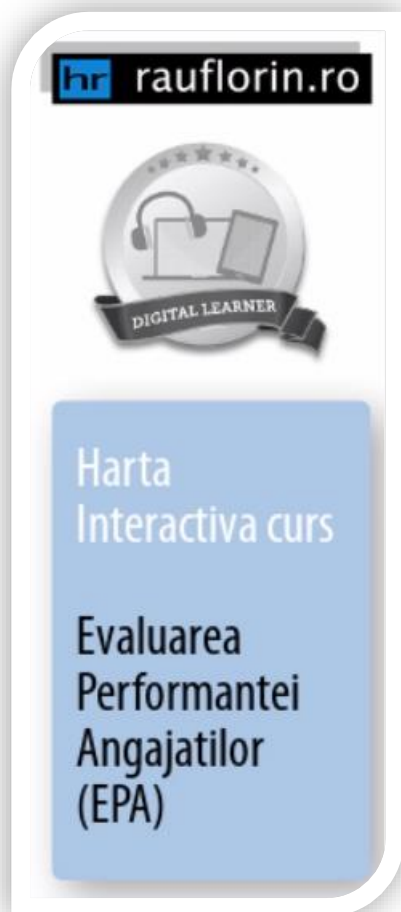 hr rauflorin.ro
DIGITAL LEARNER
Harta
Interactiva curs
Evaluarea
Performantei
Angajatilor
(EPA)